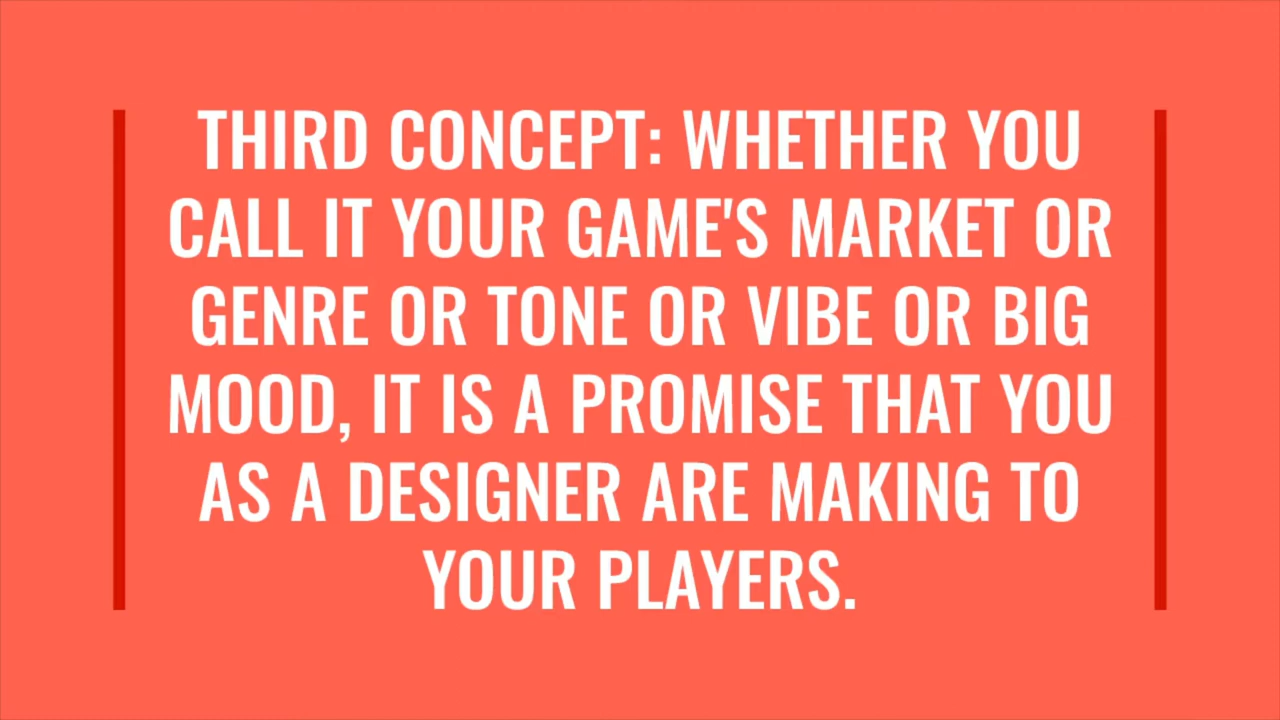 THIRD CONCEPT: WHETHER YOU
CALL IT YOUR GAME'S MARKET OR
GENRE OR TONE OR VIBE OR BIG
MOOD, IT IS A PROMISE THAT YOU
AS A DESIGNER ARE MAKING TO
YOUR PLAYERS.